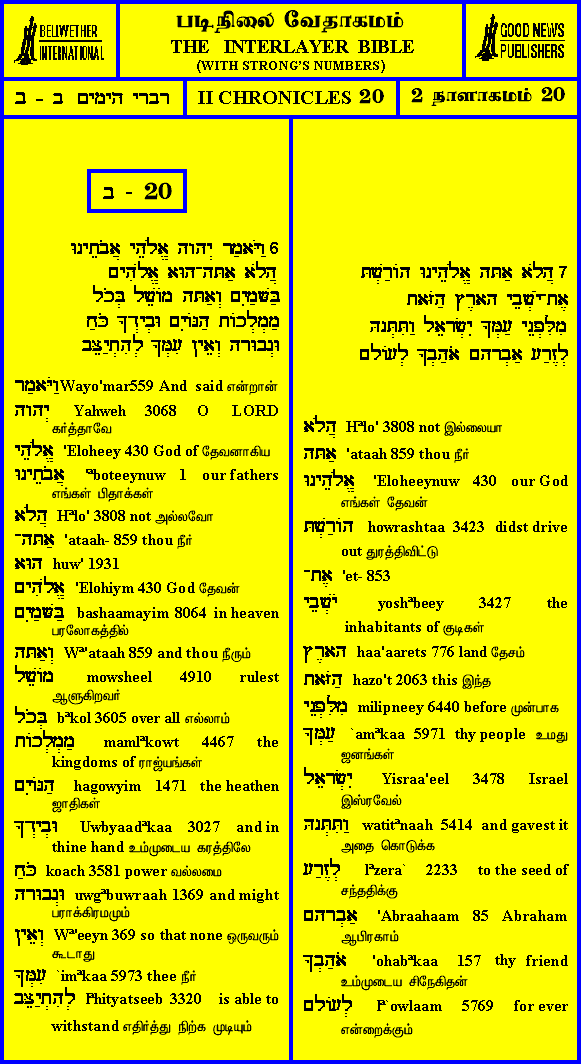 BELLWETHER
INTERNATIONAL
படிநிலை வேதாகமம்
THE INTERLAYER BIBLE
(WITH STRONG'S NUMBERS)
GOOD NEWS
PUBLISHERS
דברי הימים ב - ב
II CHRONICLES 20
2 நாளாகமம் 20
ב - 20
6 וַיֹּאמַר יְהוה אֱלֹהֵי אֲבֹתֵינוּ
הֲלֹא אַתָּה־הוּא אֱלֹהִים
בַּשָּׁמַיִם וְאַתָּה מוֹשֵׁל בְּכֹל
מַמְלְכוֹת הַגּוֹיִם וּבְיָדְךָ כֹּחַ
וּגְבוּרָה וְאֵין עִמְּךָ לְהִתְיַצֵּב
וַיֹּאמַר Wayo'mar559 And said என்றான்
יְהוה Yahweh 3068 O LORD
கர்த்தாவே
אֱלֹהֵי 'Eloheey 430 God of தேவனாகிய
אֲבֹתֵינוּ 'ªboteeynuw 1 our fathers
எங்கள் பிதாக்கள்
הֲלֹא Hªlo' 3808 not அல்லவோ
אַתָּה־ 'ataah- 859 thou நீர்
הוּא huw' 1931
אֱלֹהִים 'Elohiym 430 God தேவன்
בַּשָּׁמַיִם bashaamayim 8064 in heaven
பரலோகத்தில்
וְאַתָּה Wª'ataah 859 and thou நீரும்
מוֹשֵׁל mowsheel 4910 rulest
ஆளுகிறவர்
בְּכֹל bªkol 3605 over all எல்லாம்
מַמְלְכוֹת mamlªkowt 4467 the
kingdoms of ராஜ்யங்கள்
הַגּוֹיִם hagowyim 1471 the heathen
ஜாதிகள்
וּבְיָדְךָ Uwbyaadªkaa 3027 and in
thine hand உம்முடைய கரத்திலே
כֹּחַ koach 3581 power வல்லமை
וּגְבוּרָה uwgªbuwraah 1369 and might
பராக்கிரமமும்
וְאֵין Wª'eeyn 369 so that none ஒருவரும்
கூடாது
עִמְּךָ \`imªkaa 5973 thee நீர்
לְהִתְיַצֵּב lªhityatseeb 3320 is able to
withstand எதிர்த்து நிற்க முடியும்
7 הֲלֹא אַתָּה אֱלֹהֵינוּ הוֹרַשְׁתָּ
אֶת־יֹשְׁבֵי הָאָרֶץ הַזֹּאת
מִלִּפְנֵי עַמְּךָ יִשְׂרָאֵל וַתִּתְּנָהּ
לְזֶרַע אַבְרָהָם אֹהַבְךָ לְעוֹלָם
הֲלֹא Hªlo' 3808 not இல்லையா
אַתָּה 'ataah 859 thou நீர்
אֱלֹהֵינוּ 'Eloheeynuw 430 our God
எங்கள் தேவன்
הוֹרַשְׁתָּ howrashtaa 3423 didst drive
out துரத்திவிட்டு
אֶת־ 'et- 853
יֹשְׁבֵי yoshªbeey 3427 the
inhabitants of குடிகள்
הָאָרֶץ haa'aarets 776 land தேசம்
הַזֹּאת hazo't 2063 this இந்த
מִלִּפְנֵי milipneey 6440 before முன்பாக
עַמְּךָ \`amªkaa 5971 thy people உமது
ஜனங்கள்
יִשְׂרָאֵל Yisraa'eel 3478 Israel
இஸ்ரவேல்
וַתִּתְּנָהּ watitªnaah 5414 and gavest it
அதை கொடுக்க
לְזֶרַע lªzera\` 2233 to the seed of
சந்ததிக்கு
אַבְרָהָם 'Abraahaam 85 Abraham
ஆபிரகாம்
אֹהַבְךָ 'ohabªkaa 157 thy friend
உம்முடைய சிநேகிதன்
לְעוֹלָם lª\`owlaam 5769 for ever
என்றைக்கும்